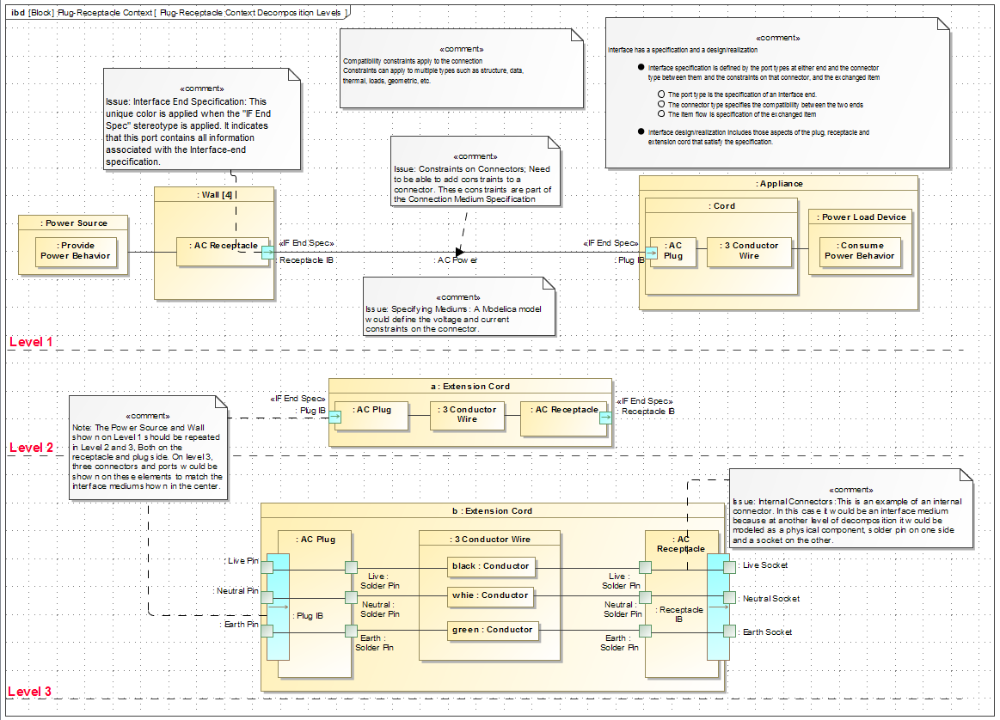 ibd [Block] Plug-Receptacle Context [ Plug-Receptacle Context Decomposition Levels ]
«comment»
Issue: Interface End Specification: This
unique color is applied when the "IF End
Spec" stereotype is applied. It indicates
that this port contains all information
associated with the Interface-end
specification.
«comment»
Compatibility constraints apply to the connection
Constraints can apply to multiple types such as structure, data,
thermal, loads, geometric, etc.
«comment»
Interface has a specification and a design/realization
Interface specification is defined by the port types at either end and the connector
type between them and the constraints on that connector, and the exchanged item
The port type is the specification of an interface end.
The connector type specifies the compatibility between the two ends
The item flow is specification of the exchanged item
Interface design/realization includes those aspects of the plug, receptacle and
extension cord that satisfy the specification.
«comment»
Issue: Constraints on Connectors; Need
to be able to add constraints to a
connector. These constraints are part of
the Connection Medium Specification
: Power Source
: Provide
Power Behavior
: Wall [4]
: AC Receptacle
«IF End Spec»
: Receptacle IB
AC Power
«IF End Spec»
: Plug IB
: Appliance
: Cord
: AC
Plug
: 3 Conductor
Wire
: Power Load Device
: Consume
Power Behavior
«comment»
Issue: Specifying Mediums: A Modelica model
would define the voltage and current
constraints on the connector.
Level 1
a : Extension Cord
«IF End Spec»
: Plug IB
: AC Plug
: 3 Conductor
Wire
: AC Receptacle
«IF End Spec»
: Receptacle IB
«comment»
Note: The Power Source and Wall
shown on Level 1 should be repeated
in Level 2 and 3, Both on the
receptacle and plug side. On level 3,
three connectors and ports would be
shown on these elements to match the
interface mediums hown in the center.
Level 2
«comment»
Issue: Internal Connectors :This is an example of an internal
connector. In this case it would be an interface medium
because at another level of decomposition it would be
modeled as a physical component, solder pin on one side
and a socket on the other.
b : Extension Cord
: AC Plug
: 3 Conductor Wire
: AC
Receptacle
: Live Pin
: Neutral Pin
: Earth Pin
: Plug IB
Live :
Solder Pin
Neutral :
Solder Pin
Earth :
Solder Pin
black : Conductor
whie : Conductor
green : Conductor
Live :
Solder Pin
Neutral :
Solder Pin
Earth :
Solder Pin
: Receptacle
IB
: Live Socket
: Neutral Socket
: Earth Socket
Level 3